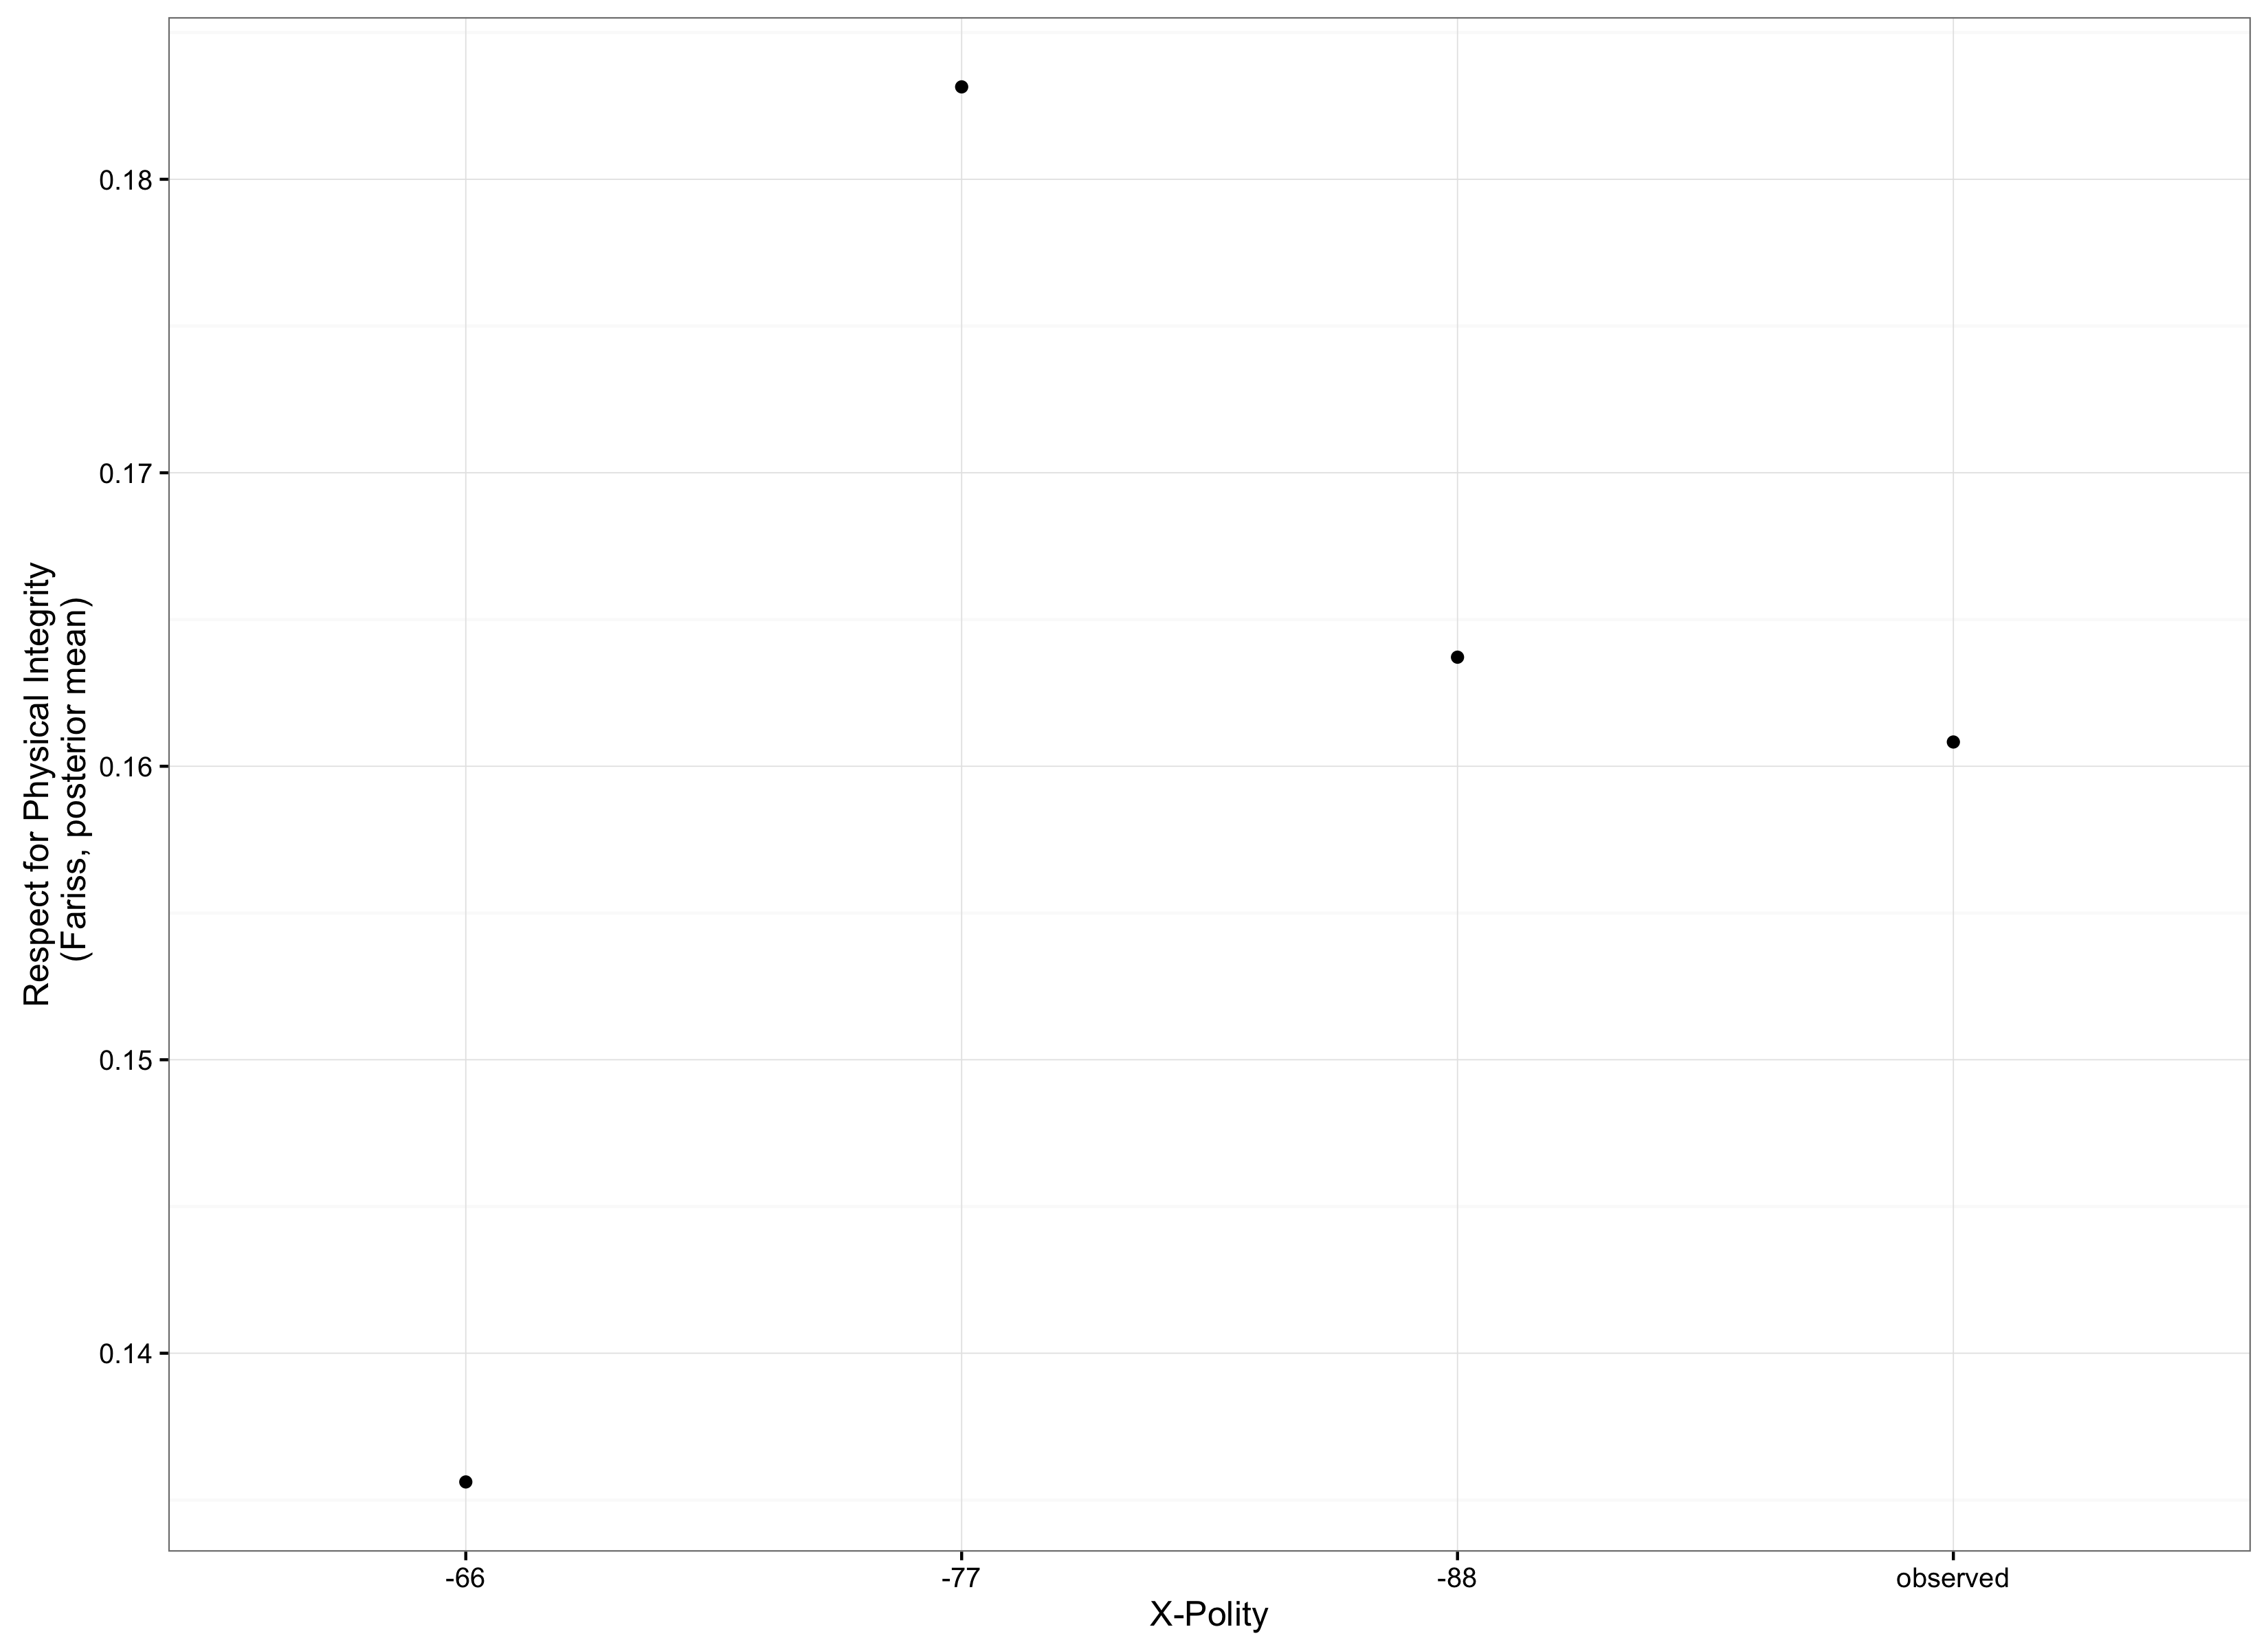 Respect for Physical Integrity
(Fariss, posterior mean)
0.18
0.17
0.16
0.15
0.14
-66
-77
-88
observed
X-Polity